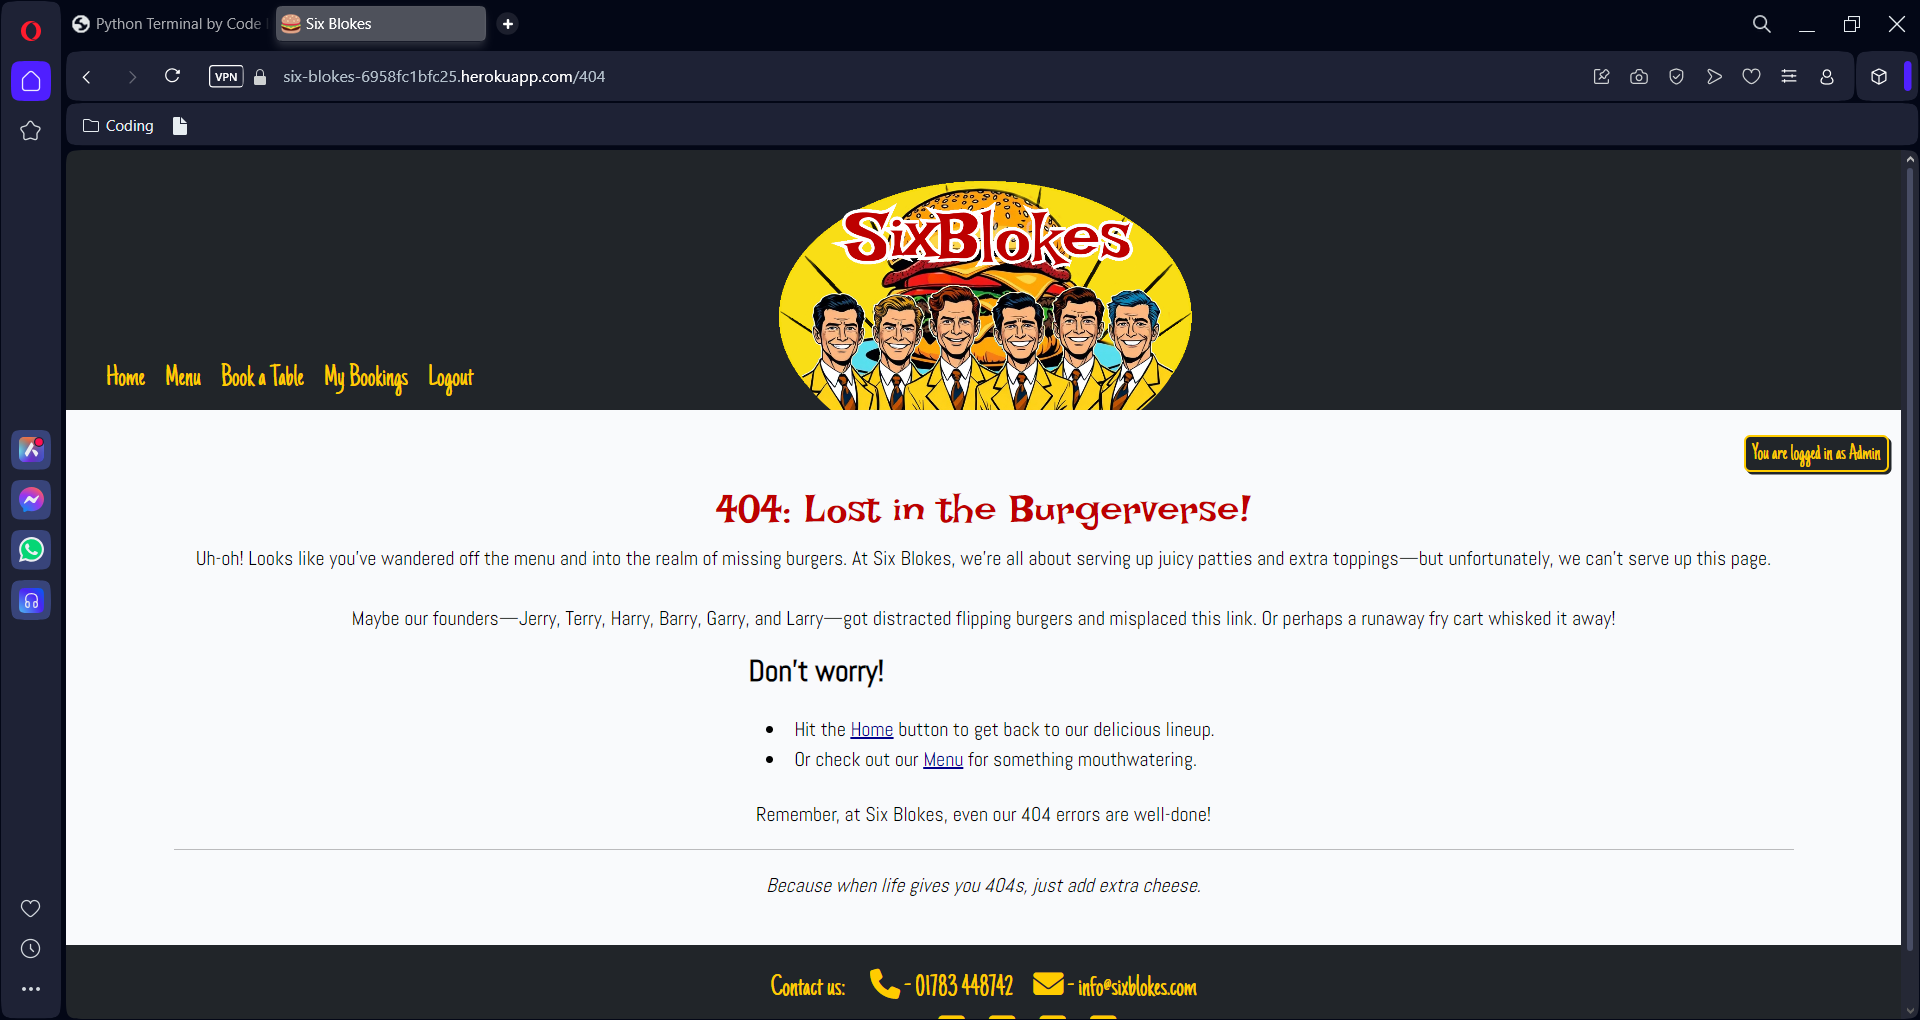 Python Terminal by Code
Six Blokes
VPN
six-blokes-6958fc1bfc25.herokuapp.com/404
Coding
SixBlokes
Home Menu Book a Table My Bookings Logout
You are logged in as Admin
404: Lost in the Burgerverse!
Uh-oh! Looks like you've wandered off the menu and into the realm of missing burgers. At Six Blokes, we're all about serving up juicy patties and extra toppings—but unfortunately, we can't serve up this page.
Maybe our founders—Jerry, Terry, Harry, Barry, Garry, and Larry—got distracted flipping burgers and misplaced this link. Or perhaps a runaway fry cart whisked it away!
Don't worry!
• Hit the Home button to get back to our delicious lineup.
• Or check out our Menu for something mouthwatering.
Remember, at Six Blokes, even our 404 errors are well-done!
Because when life gives you 404s, just add extra cheese.
Contact us: - 01783 448742 - info@sixblokes.com